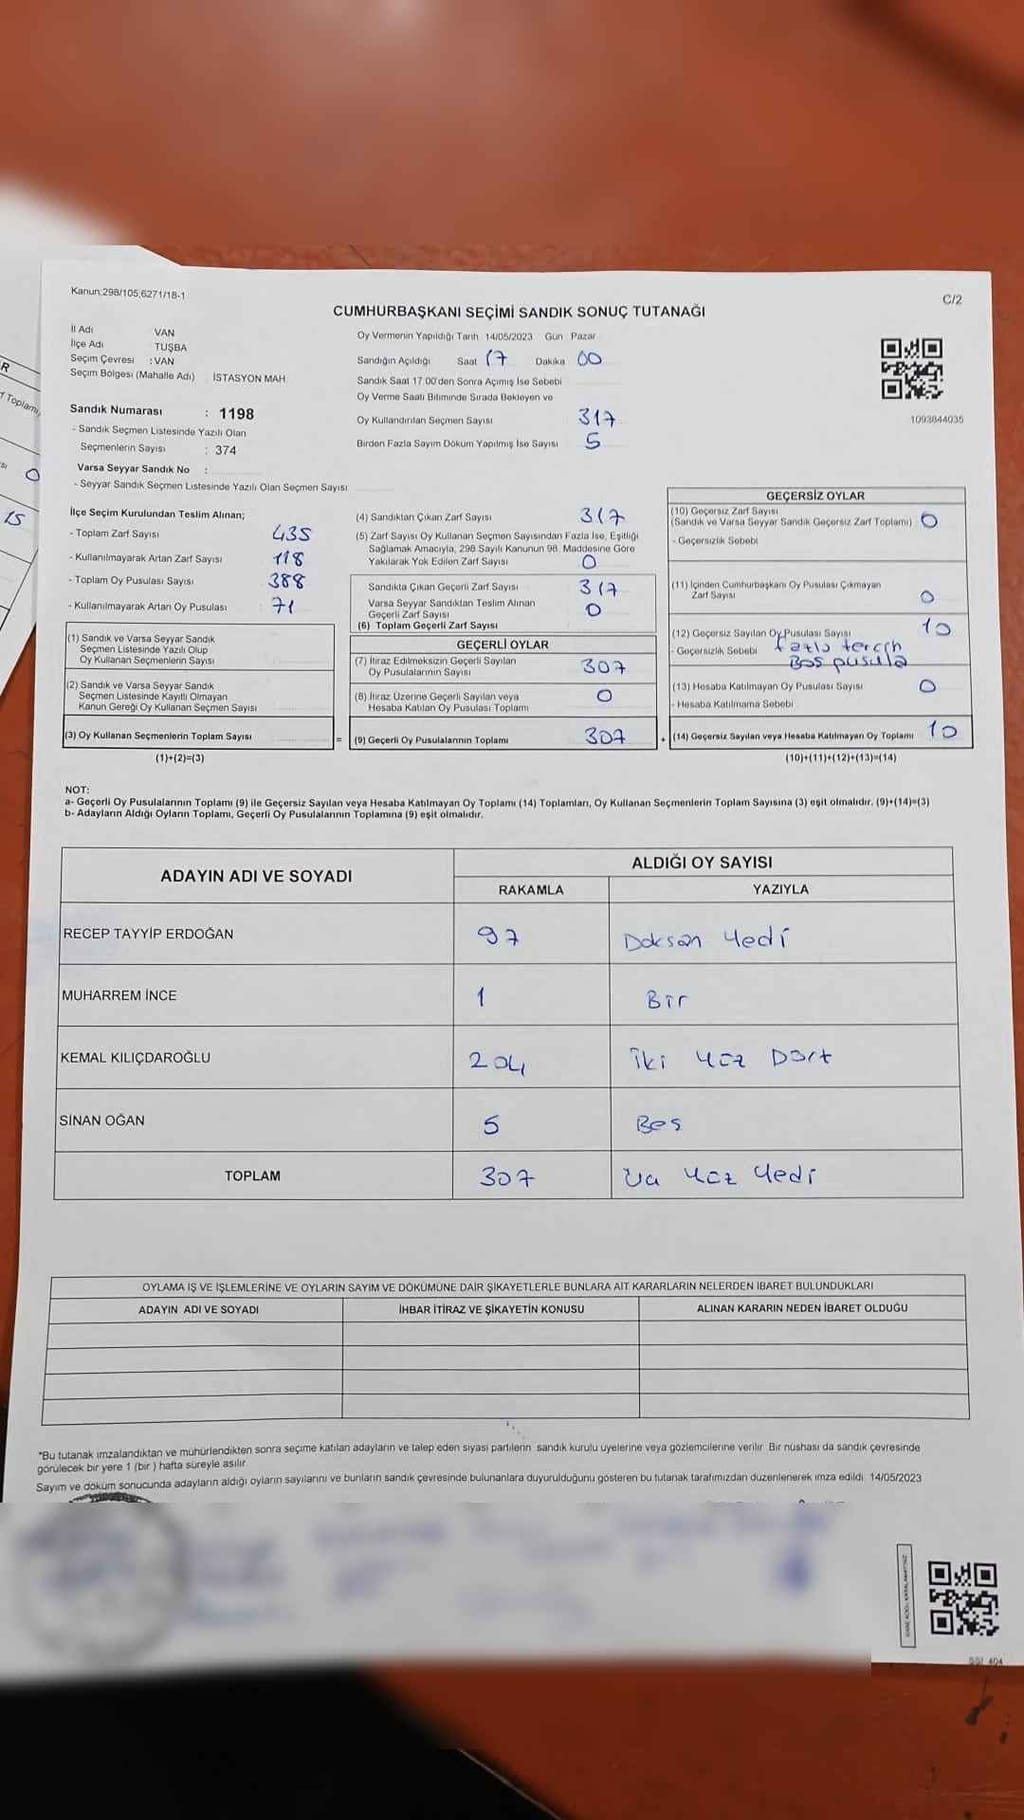 Kanun:298/105,6271/18-1
C/2
CUMHURBAŞKANI SEÇİMİ SANDIK SONUÇ TUTANAĞI
İl Adı VAN
İlçe Adı TUŞBA
Seçim Çevresi : VAN
Seçim Bölgesi (Mahalle Adı) İSTASYON MAH
Sandık Numarası : 1198
- Sandık Seçmen Listesinde Yazılı Olan
Seçmenlerin Sayısı : 374
Varsa Seyyar Sandık No :
- Seyyar Sandık Seçmen Listesinde Yazılı Olan Seçmen Sayısı
Oy Vermenin Yapıldığı Tarih 14/05/2023 Gün Pazar
Sandığın Açıldığı Saat 17 Dakika 00
Sandık Saat 17.00'den Sonra Açımış İse Sebebi
Oy Verme Saati Bitiminde Sırada Bekleyen ve
Oy Kullandırılan Seçmen Sayısı 317
Birden Fazla Sayım Döküm Yapılmış İse Sayısı 5
1093844035
İlçe Seçim Kurulundan Teslim Alınan;
- Toplam Zarf Sayısı 435
- Kullanılmayarak Artan Zarf Sayısı 118
- Toplam Oy Pusulası Sayısı 388
- Kullanılmayarak Artan Oy Pusulası 71
(1) Sandık ve Varsa Seyyar Sandık
Seçmen Listesinde Yazılı Olup
Oy Kullanan Seçmenlerin Sayısı
(2) Sandık ve Varsa Seyyar Sandık
Seçmen Listesinde Kayıtlı Olmayan
Kanun Gereği Oy Kullanan Seçmen Sayısı
(3) Oy Kullanan Seçmenlerin Toplam Sayısı
(1)+(2)=(3)
=
(4) Sandıktan Çıkan Zarf Sayısı 317
(5) Zarf Sayısı Oy Kullanan Seçmen Sayısından Fazla İse, Eşitliği
Sağlamak Amacıyla, 298 Sayılı Kanunun 98. Maddesine Göre
Yakılarak Yok Edilen Zarf Sayısı 0
Sandıkta Çıkan Geçerli Zarf Sayısı 317
Varsa Seyyar Sandıktan Teslim Alınan
Geçerli Zarf Sayısı 0
(6) Toplam Geçerli Zarf Sayısı
GEÇERLİ OYLAR
(7) İtiraz Edilmeksizin Geçerli Sayılan
Oy Pusulalarının Sayısı 307
(8) İtiraz Üzerine Geçerli Sayılan veya
Hesaba Katılan Oy Pusulası Toplamı 0
(9) Geçerli Oy Pusulalarının Toplamı 307
+
GEÇERSİZ OYLAR
(10) Geçersiz Zarf Sayısı
(Sandık ve Varsa Seyyar Sandık Geçersiz Zarf Toplamı) 0
- Geçersizlik Sebebi
(11) İçinden Cumhurbaşkanı Oy Pusulası Çıkmayan
Zarf Sayısı 0
(12) Geçersiz Sayılan Oy Pusulası Sayısı 10
- Geçersizlik Sebebi fazla tercih
Boş pusula
(13) Hesaba Katılmayan Oy Pusulası Sayısı 0
- Hesaba Katılmama Sebebi
(14) Geçersiz Sayılan veya Hesaba Katılmayan Oy Toplamı 10
(10)+(11)+(12)+(13)=(14)
NOT:
a- Geçerli Oy Pusulalarının Toplamı (9) ile Geçersiz Sayılan veya Hesaba Katılmayan Oy Toplamı (14) Toplamları, Oy Kullanan Seçmenlerin Toplam Sayısına (3) eşit olmalıdır. (9)+(14)=(3)
b- Adayların Aldığı Oyların Toplamı, Geçerli Oy Pusulalarının Toplamına (9) eşit olmalıdır.
ADAYIN ADI VE SOYADI
ALDIĞI OY SAYISI
RAKAMLA YAZIYLA
RECEP TAYYİP ERDOĞAN 97 Doksan Yedi
MUHARREM İNCE 1 Bir
KEMAL KILIÇDAROĞLU 204 İki Yüz Dört
SİNAN OĞAN 5 Beş
TOPLAM 307 Üç Yüz Yedi
OYLAMA İŞ VE İŞLEMLERİNE VE OYLARIN SAYIM VE DÖKÜMÜNE DAİR ŞİKAYETLERLE BUNLARA AİT KARARLARIN NELERDEN İBARET BULUNDUKLARI
ADAYIN ADI VE SOYADI İHBAR İTİRAZ VE ŞİKAYETİN KONUSU ALINAN KARARIN NEDEN İBARET OLDUĞU
*Bu tutanak imzalandıktan ve mühürlendikten sonra seçime katılan adayların ve talep eden siyasi partilerin sandık kurulu üyelerine veya gözlemcilerine verilir. Bir nüshası da sandık çevresinde
görülecek bir yere 1 (bir ) hafta süreyle asılır.
Sayım ve döküm sonucunda adayların aldığı oyların sayılarını ve bunların sandık çevresinde bulunanlara duyurulduğunu gösteren bu tutanak tarafımızdan düzenlenerek imza edildi. 14/05/2023
R
Toplamı
0
15